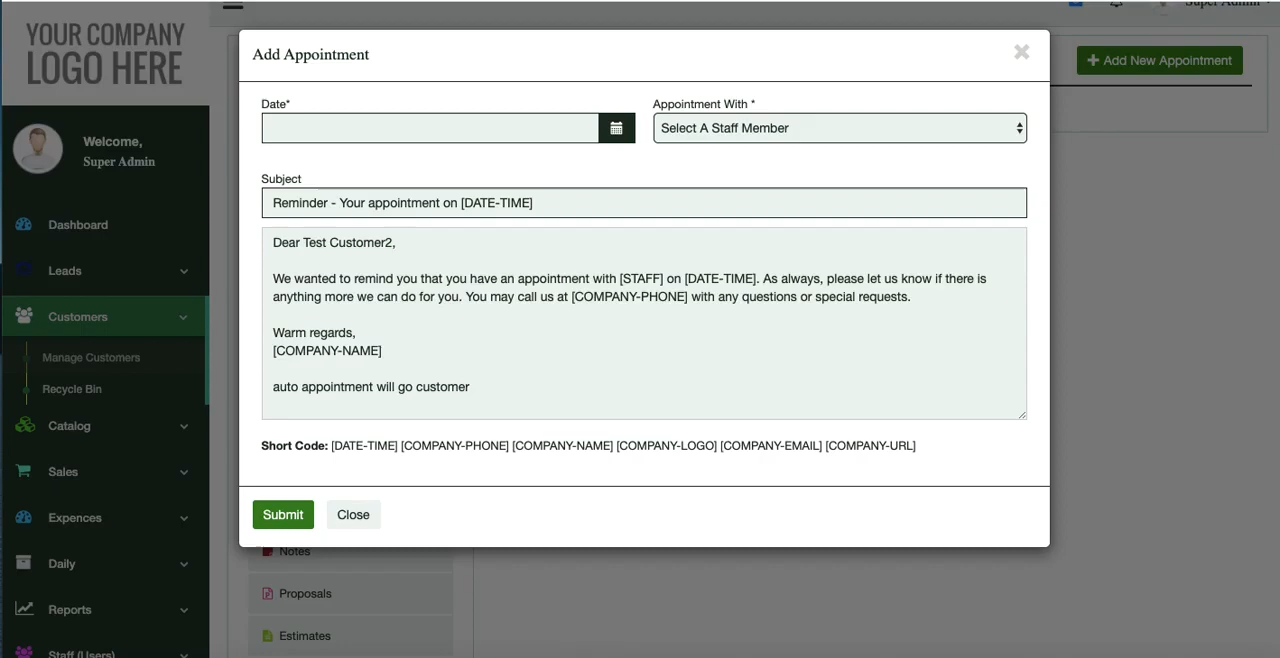 YOUR COMPANY
LOGO HERE
Super Admin
Add Appointment
Add New Appointment
Date*
Appointment With *
Select A Staff Member
Welcome,
Super Admin
Subject
Reminder - Your appointment on [DATE-TIME]
Dear Test Customer2,
We wanted to remind you that you have an appointment with [STAFF] on [DATE-TIME]. As always, please let us know if there is
anything more we can do for you. You may call us at [COMPANY-PHONE] with any questions or special requests.
Warm regards,
[COMPANY-NAME]
auto appointment will go customer
Short Code: [DATE-TIME] [COMPANY-PHONE] [COMPANY-NAME] [COMPANY-LOGO] [COMPANY-EMAIL] [COMPANY-URL]
Submit
Close
Dashboard
Leads
Customers
Manage Customers
Recycle Bin
Catalog
Sales
Expences
Daily
Reports
Staff (Users)
Notes
Proposals
Estimates